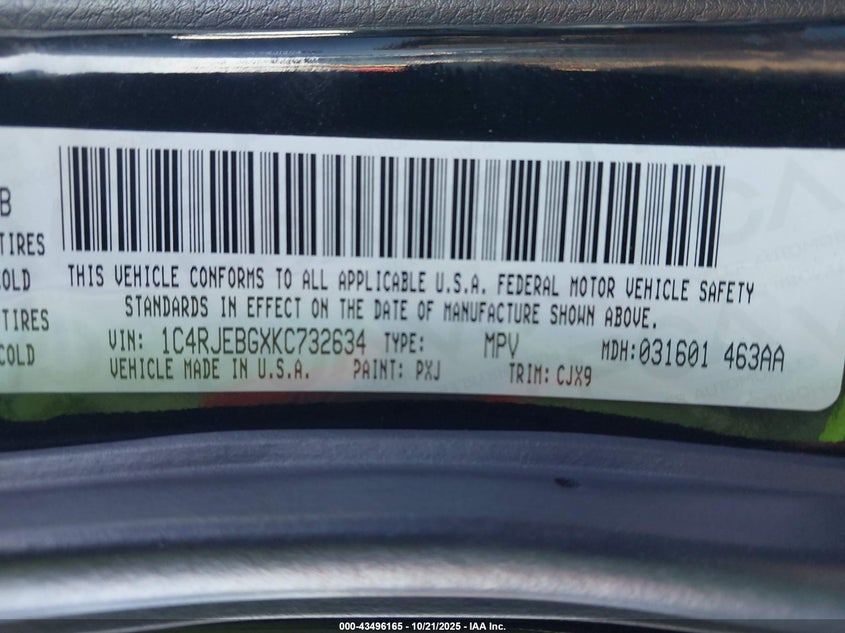 B
TIRES
COLD
THIS VEHICLE CONFORMS TO ALL APPLICABLE U.S.A. FEDERAL MOTOR VEHICLE SAFETY
STANDARDS IN EFFECT ON THE DATE OF MANUFACTURE SHOWN ABOVE.
TIRES
COLD
VIN: 1C4RJEBGXKC732634 TYPE: MPV MDH:031601 463AA
VEHICLE MADE IN U.S.A. PAINT: PXJ TRIM: CJX9
000-43496165 - 10/21/2025 - IAA Inc.